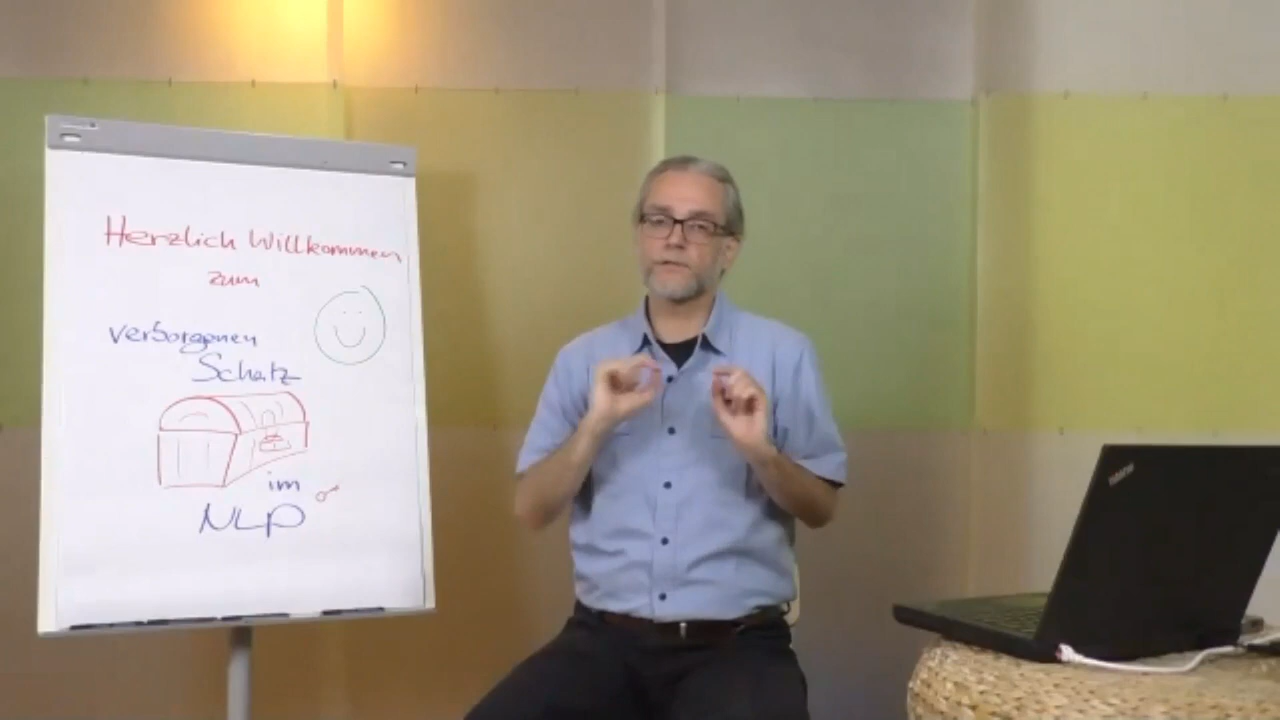 Herzlich Willkommen
zum
verborgenen
Schatz
im
NLP